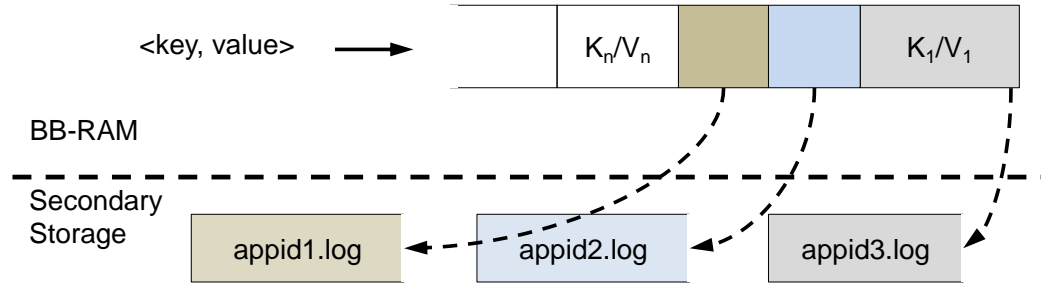 <key, value>
Kn/Vn
K1/V1
BB-RAM
Secondary
Storage
appid1.log
appid2.log
appid3.log